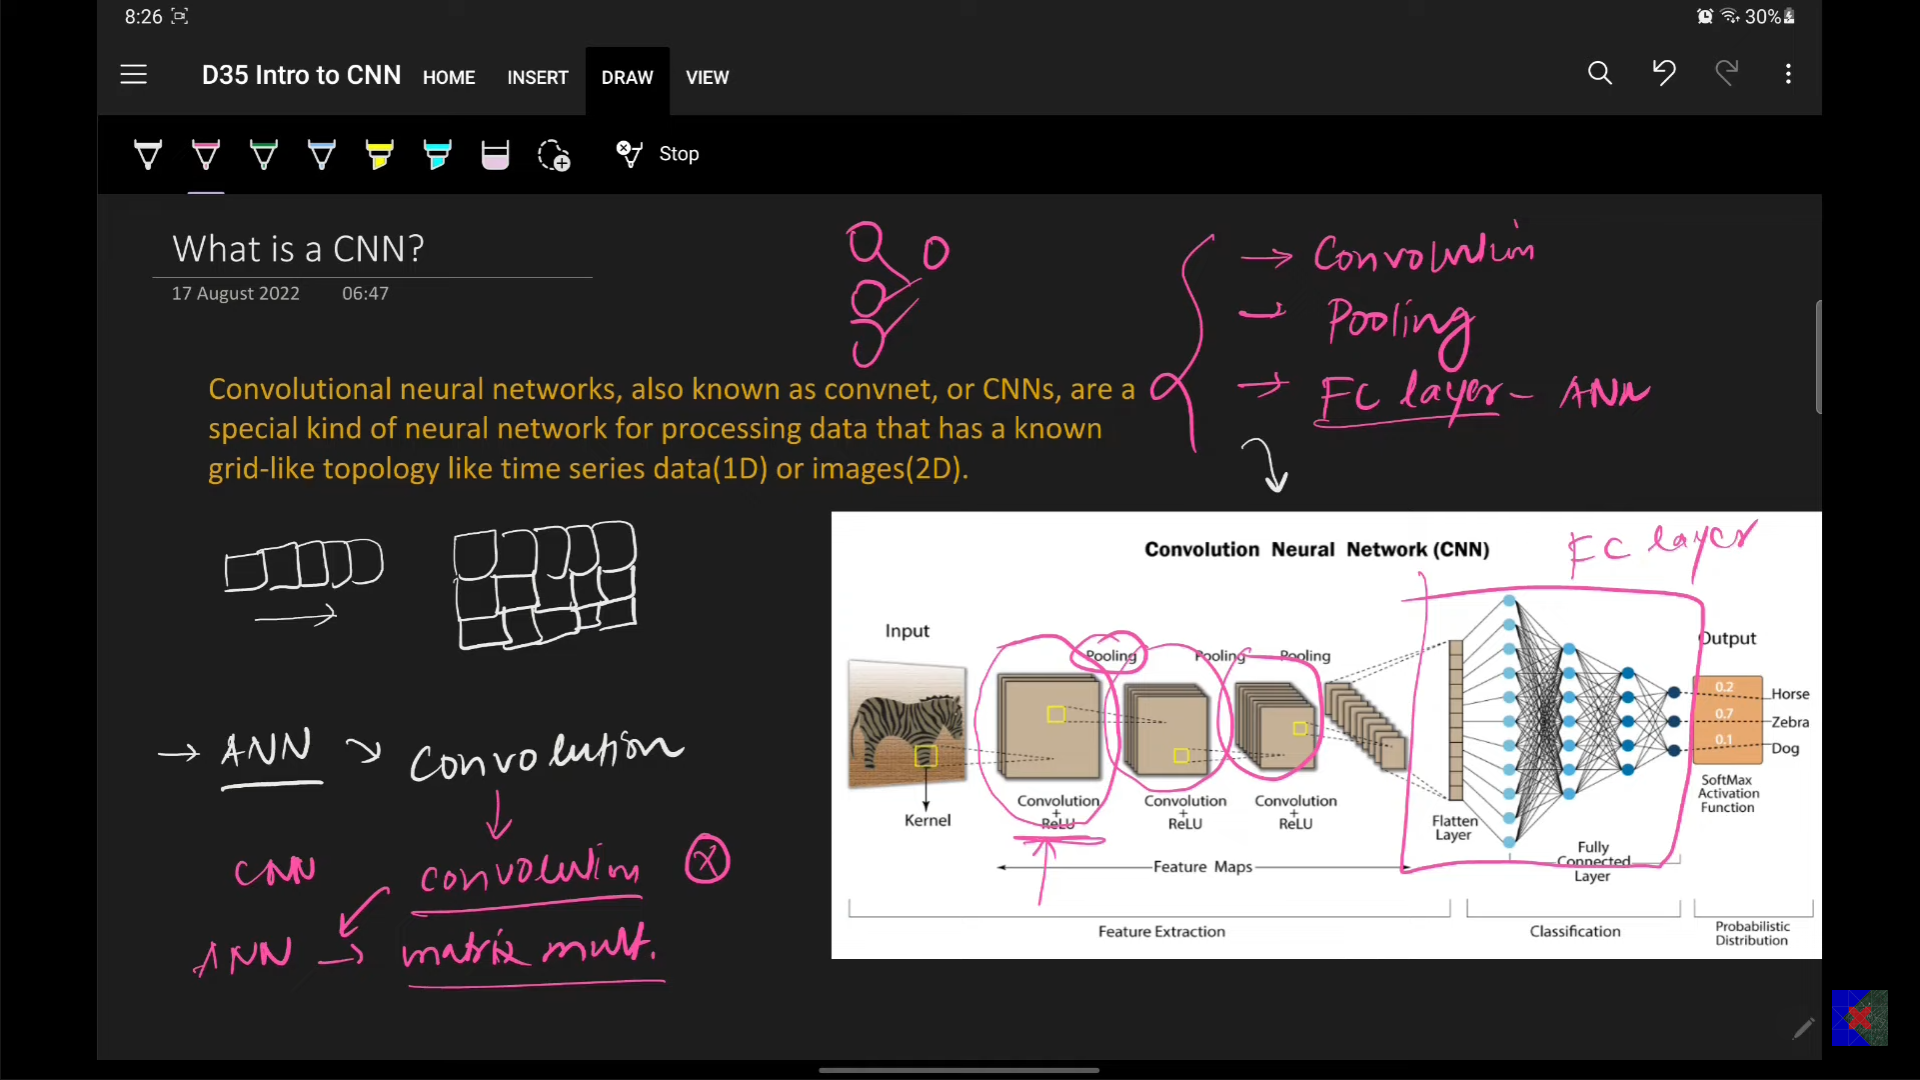 8:26
30%
D35 Intro to CNN HOME INSERT DRAW VIEW
Stop
What is a CNN?
17 August 2022 06:47
→ Convolution
→ Pooling
→ FC layer - ANN
Convolutional neural networks, also known as convnet, or CNNs, are a
special kind of neural network for processing data that has a known
grid-like topology like time series data(1D) or images(2D).
→ ANN Convolution
CNN convolution
ANN → matrix mult.
Convolution Neural Network (CNN)
FC layer
Input
Pooling Pooling Pooling
Output
0.2 Horse
0.7 Zebra
0.1 Dog
Kernel
Convolution
+
ReLU
Convolution
+
ReLU
Convolution
+
ReLU
Flatten
Layer
Fully
Connected
Layer
SoftMax
Activation
Function
Feature Maps
Feature Extraction
Classification
Probabilistic
Distribution